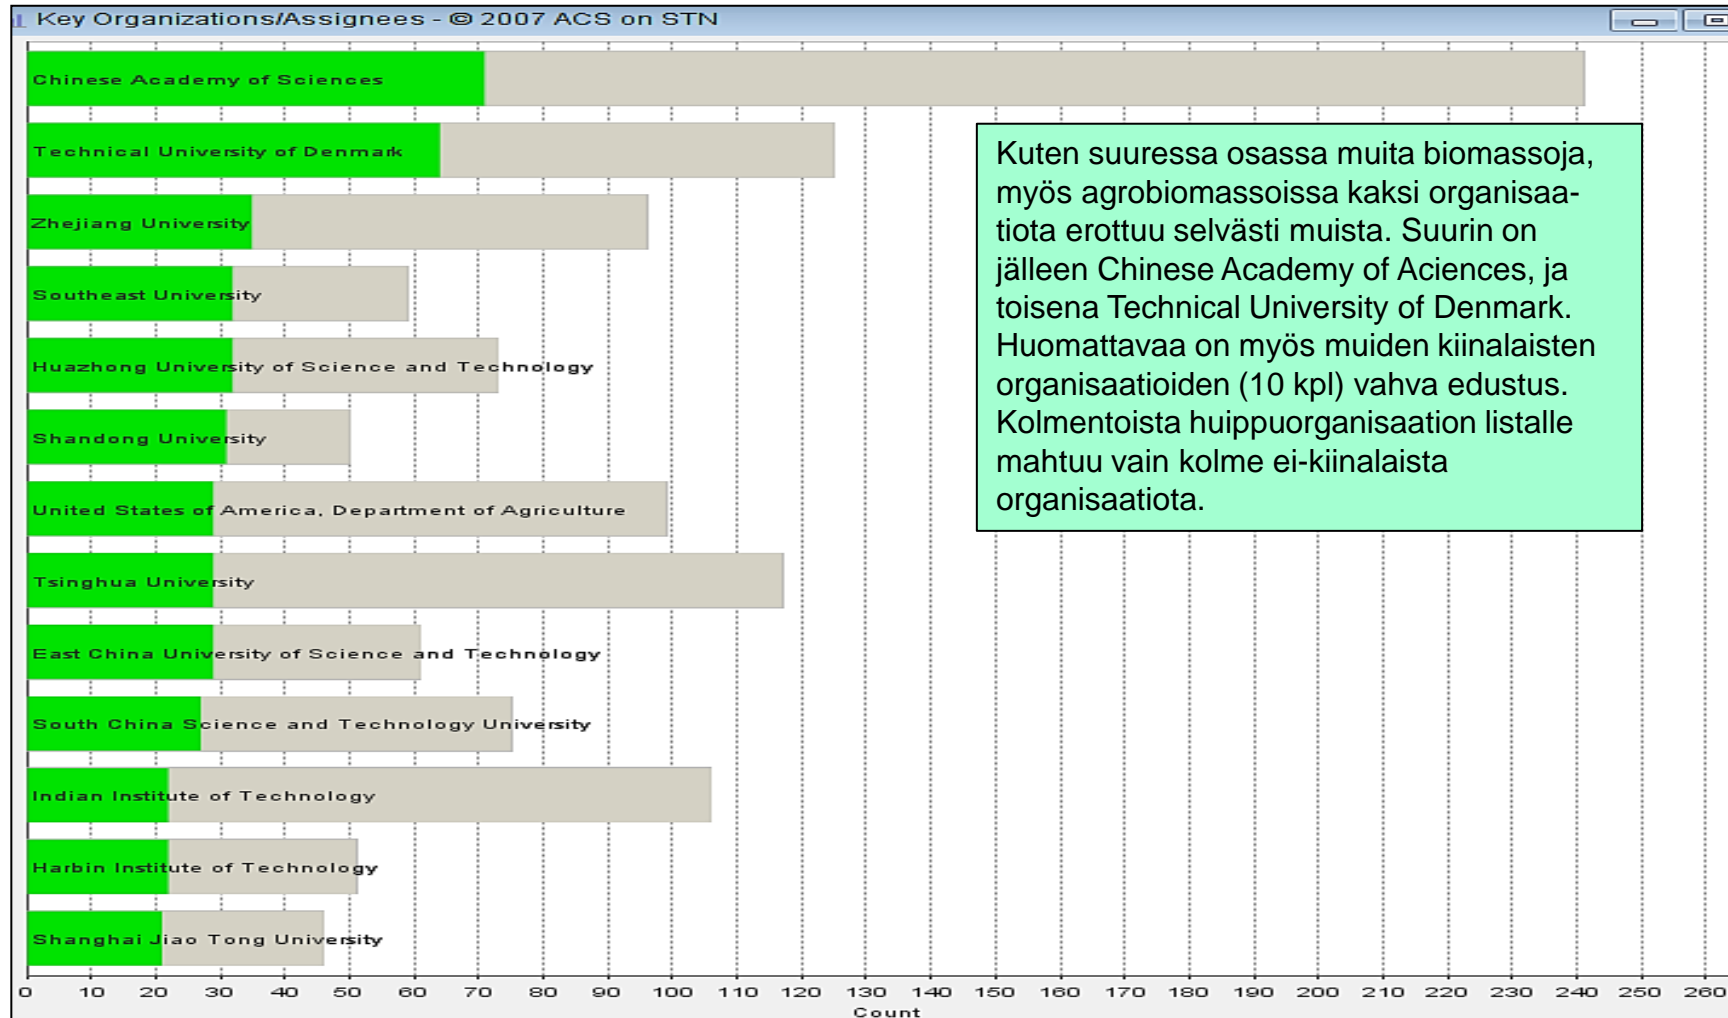 Key Organizations/Assignees - © 2007 ACS on STN
Chinese Academy of Sciences
Technical University of Denmark
Zhejiang University
Southeast University
Huazhong University of Science and Technology
Shandong University
United States of America, Department of Agriculture
Tsinghua University
East China University of Science and Technology
South China Science and Technology University
Indian Institute of Technology
Harbin Institute of Technology
Shanghai Jiao Tong University
Kuten suuressa osassa muita biomassoja,
myös agrobiomassoissa kaksi organisaa-
tiota erottuu selvästi muista. Suurin on
jälleen Chinese Academy of Aciences, ja
toisena Technical University of Denmark.
Huomattavaa on myös muiden kiinalaisten
organisaatioiden (10 kpl) vahva edustus.
Kolmentoista huippuorganisaation listalle
mahtuu vain kolme ei-kiinalaista
organisaatiota.
0 10 20 30 40 50 60 70 80 90 100 110 120 130 140 150 160 170 180 190 200 210 220 230 240 250 260
Count